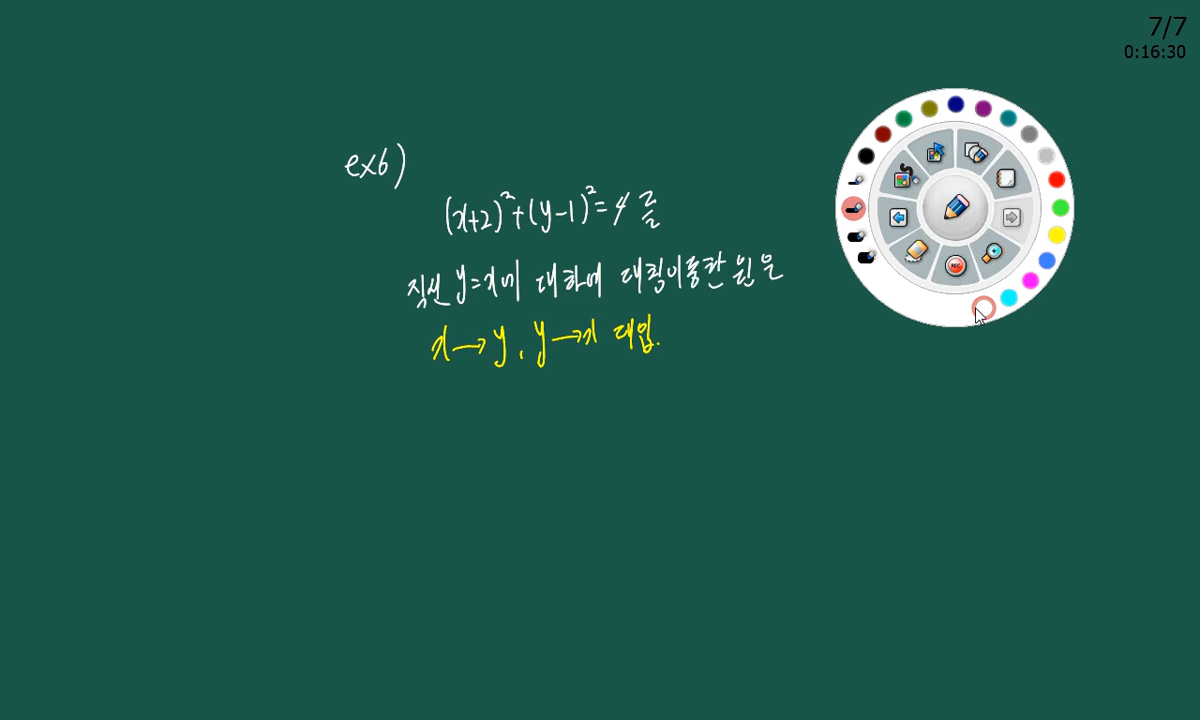 7/7
0:16:30
ex6)
(x+2)²+(y-1)²=4를
직선 y=x에 대하여 대칭이동한 원은
x→y, y→x 대입.
REC